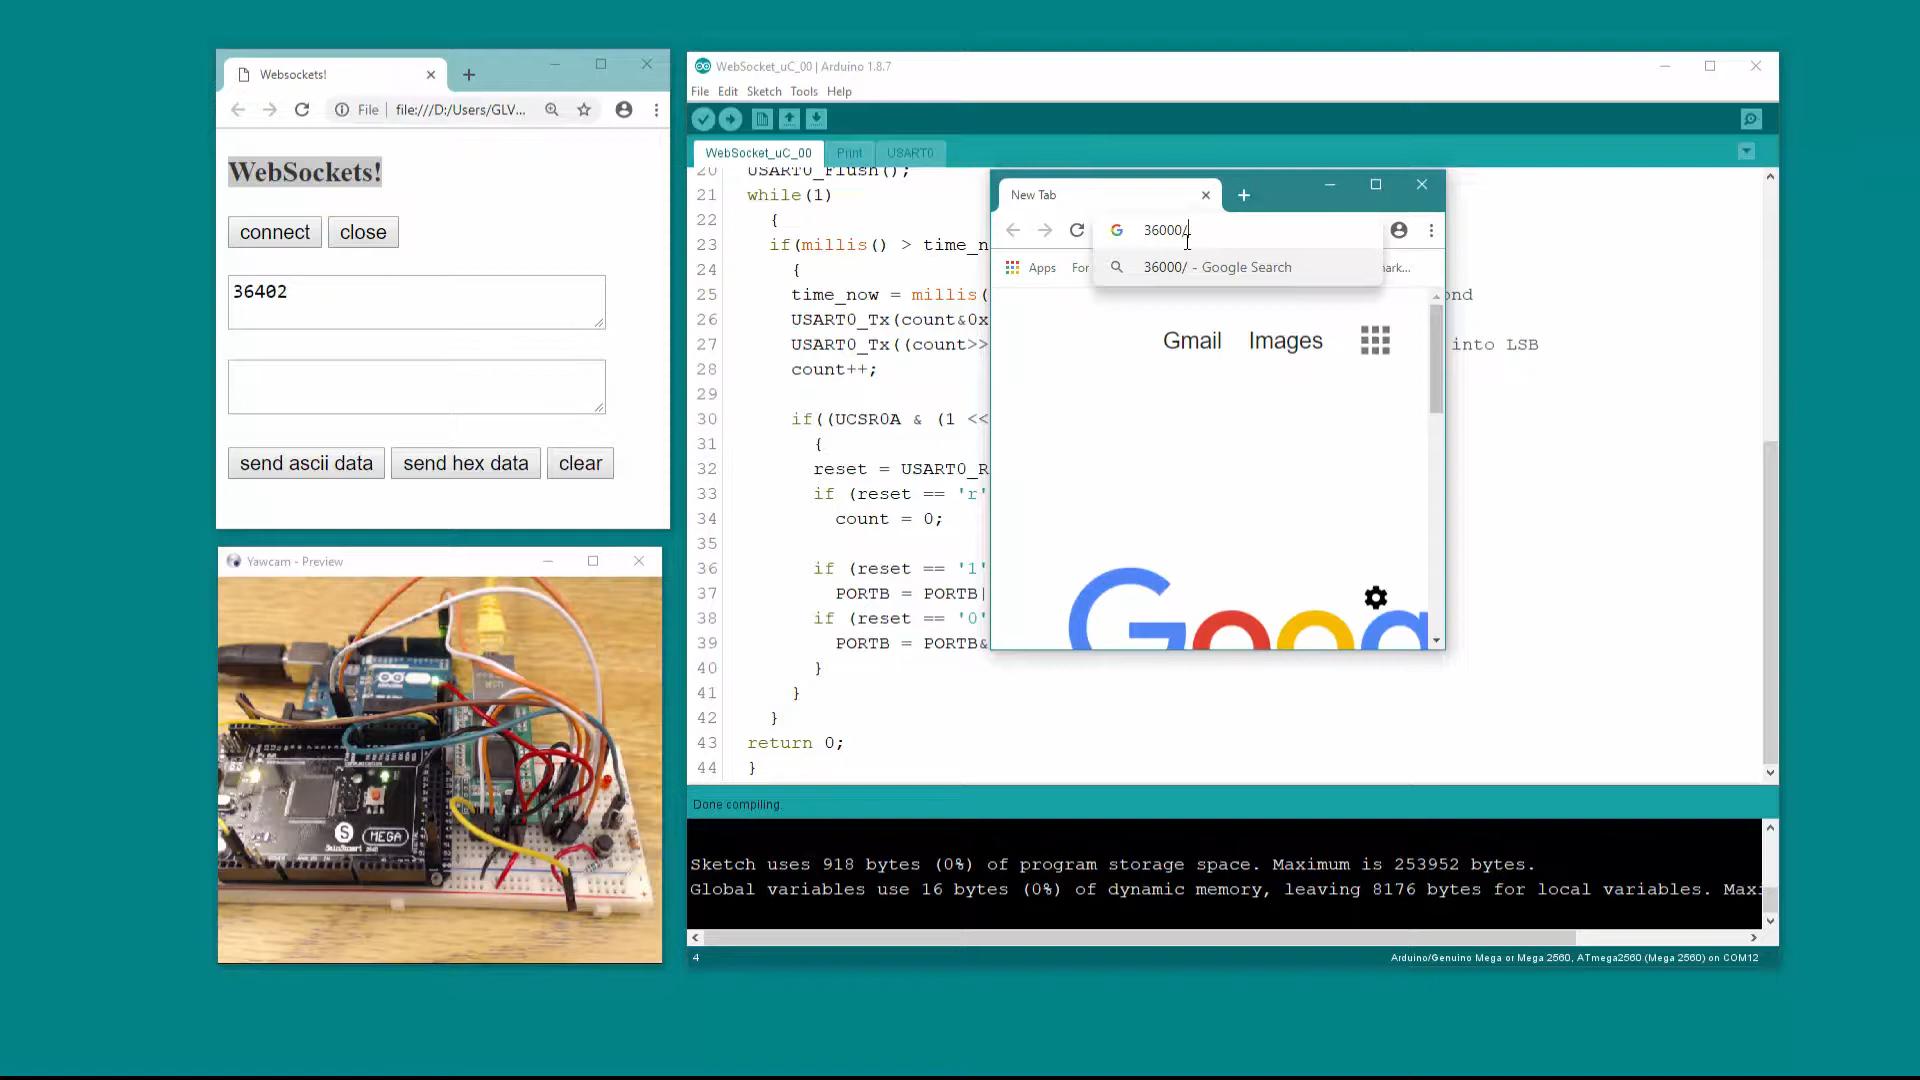 Websockets!
File
file:///D:/Users/GLV...
WebSockets!
connect
close
36402
send ascii data
send hex data
clear
Yawcam - Preview
MEGA
WebSocket_uC_00 | Arduino 1.8.7
File Edit Sketch Tools Help
WebSocket_uC_00
Print
USART0
20 USART0_Flush();
21 while(1)
22 {
23 if(millis() > time_n
24 {
25 time_now = millis( ond
26 USART0_Tx(count&0x
27 USART0_Tx((count>> into LSB
28 count++;
29
30 if((UCSR0A & (1 <<
31 {
32 reset = USART0_R
33 if (reset == 'r'
34 count = 0;
35
36 if (reset == '1'
37 PORTB = PORTB|
38 if (reset == '0'
39 PORTB = PORTB&
40 }
41 }
42 }
43 return 0;
44 }
New Tab
36000/
36000/ - Google Search
Apps
For
ark...
Gmail
Images
Goog
Done compiling.
Sketch uses 918 bytes (0%) of program storage space. Maximum is 253952 bytes.
Global variables use 16 bytes (0%) of dynamic memory, leaving 8176 bytes for local variables. Max
4
Arduino/Genuino Mega or Mega 2560, ATmega2560 (Mega 2560) on COM12